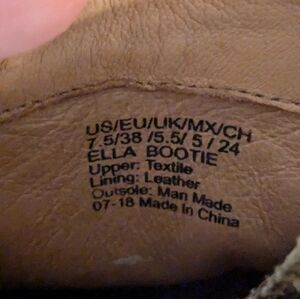 US/EU/UK/MX/CH
7.5/38 /5.5/ 5 / 24
ELLA BOOTIE
Upper: Textile
Lining: Leather
Outsole: Man Made
07-18 Made In China